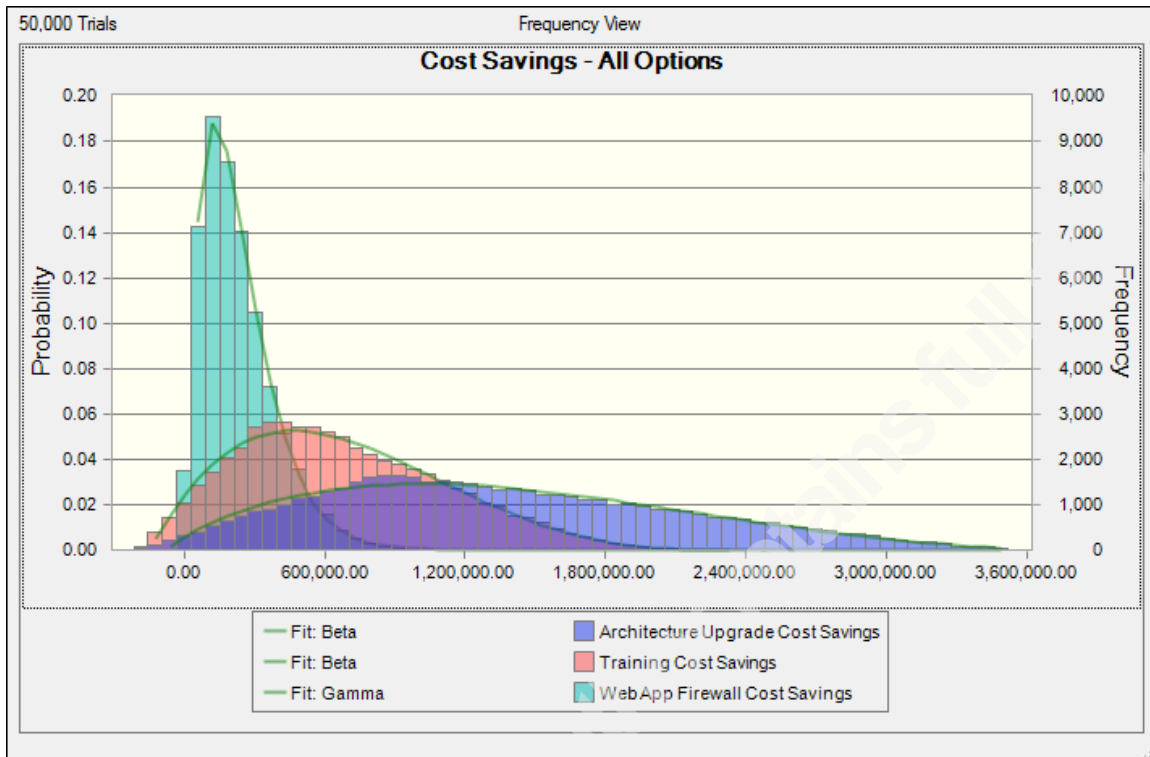 50,000 Trials
Frequency View
Cost Savings - All Options
0.20
0.18
0.16
0.14
0.12
0.10
0.08
0.06
0.04
0.02
0.00
Probability
10,000
9,000
8,000
7,000
6,000
5,000
4,000
3,000
2,000
1,000
0
Frequency
0.00 600,000.00 1,200,000.00 1,800,000.00 2,400,000.00 3,000,000.00 3,600,000.00
Fit: Beta
Fit: Beta
Fit: Gamma
Architecture Upgrade Cost Savings
Training Cost Savings
WebApp Firewall Cost Savings